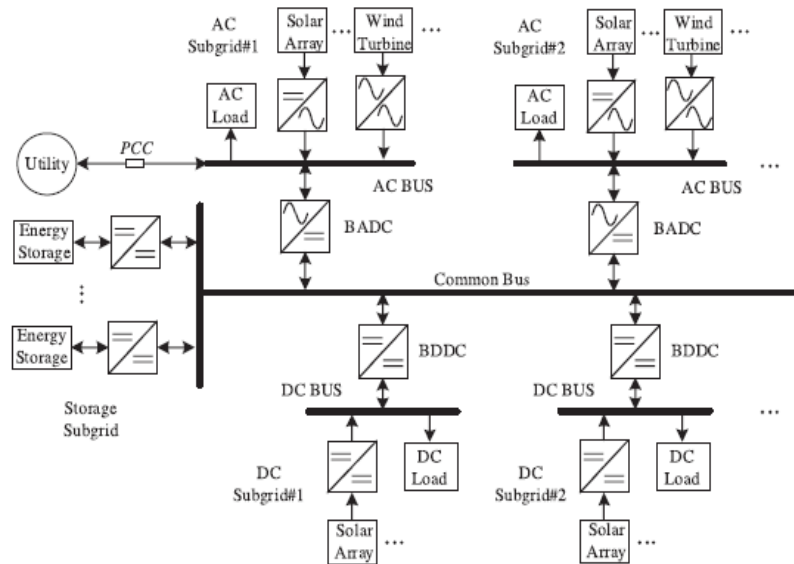 AC
Subgrid#1
Solar
Array
...
Wind
Turbine
...
AC
Subgrid#2
Solar
Array
...
Wind
Turbine
...
AC
Load
AC
Load
Utility
PCC
AC BUS
...
AC BUS
Energy
Storage
BADC
BADC
...
Common Bus
Energy
Storage
BDDC
BDDC
Storage
Subgrid
DC BUS
DC BUS
...
DC
Subgrid#1
DC
Load
DC
Subgrid#2
DC
Load
Solar
Array
...
Solar
Array
...